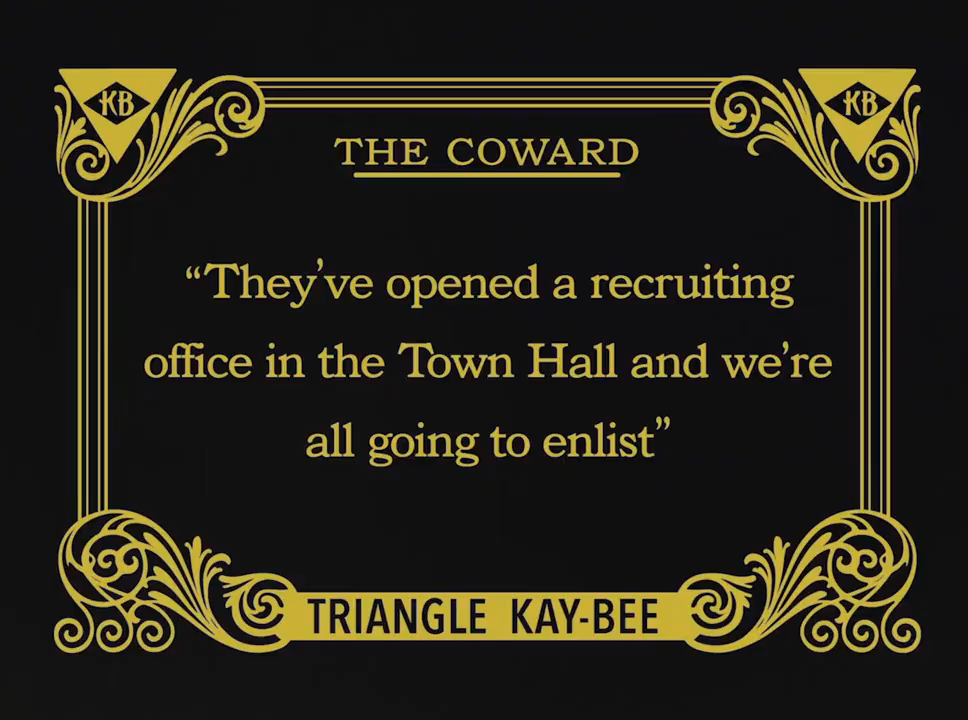 KB KB
THE COWARD
“They’ve opened a recruiting
office in the Town Hall and we’re
all going to enlist”
TRIANGLE KAY-BEE